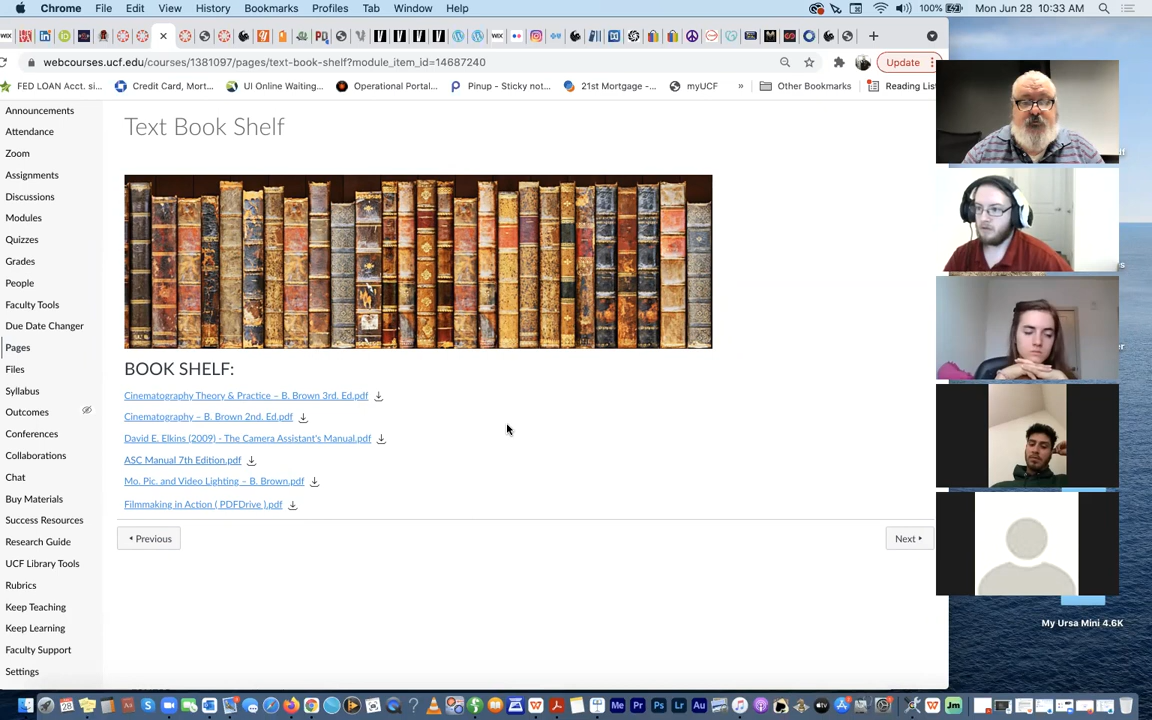 Chrome File Edit View History Bookmarks Profiles Tab Window Help 100% Mon Jun 28 10:33 AM
webcourses.ucf.edu/courses/1381097/pages/text-book-shelf?module_item_id=14687240 Update
FED LOAN Acct. si... Credit Card, Mort... UI Online Waiting... Operational Portal... Pinup - Sticky not... 21st Mortgage -... myUCF » Other Bookmarks Reading List
Announcements
Attendance
Zoom
Assignments
Discussions
Modules
Quizzes
Grades
People
Faculty Tools
Due Date Changer
Pages
Files
Syllabus
Outcomes
Conferences
Collaborations
Chat
Buy Materials
Success Resources
Research Guide
UCF Library Tools
Rubrics
Keep Teaching
Keep Learning
Faculty Support
Settings
Text Book Shelf
BOOK SHELF:
Cinematography Theory & Practice – B. Brown 3rd. Ed.pdf
Cinematography – B. Brown 2nd. Ed.pdf
David E. Elkins (2009) - The Camera Assistant's Manual.pdf
ASC Manual 7th Edition.pdf
Mo. Pic. and Video Lighting – B. Brown.pdf
Filmmaking in Action ( PDFDrive ).pdf
Previous
Next
My Ursa Mini 4.6K